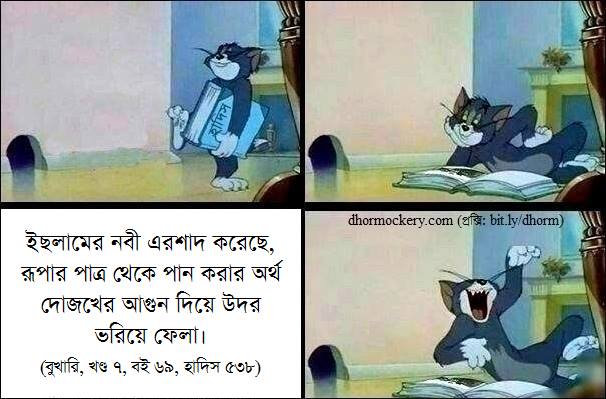 হাদিস
dhormockery.com (প্রক্সি: bit.ly/dhorm)
ইছলামের নবী এরশাদ করেছে,
রূপার পাত্র থেকে পান করার অর্থ
দোজখের আগুন দিয়ে উদর
ভরিয়ে ফেলা।
(বুখারি, খণ্ড ৭, বই ৬৯, হাদিস ৫৩৮)